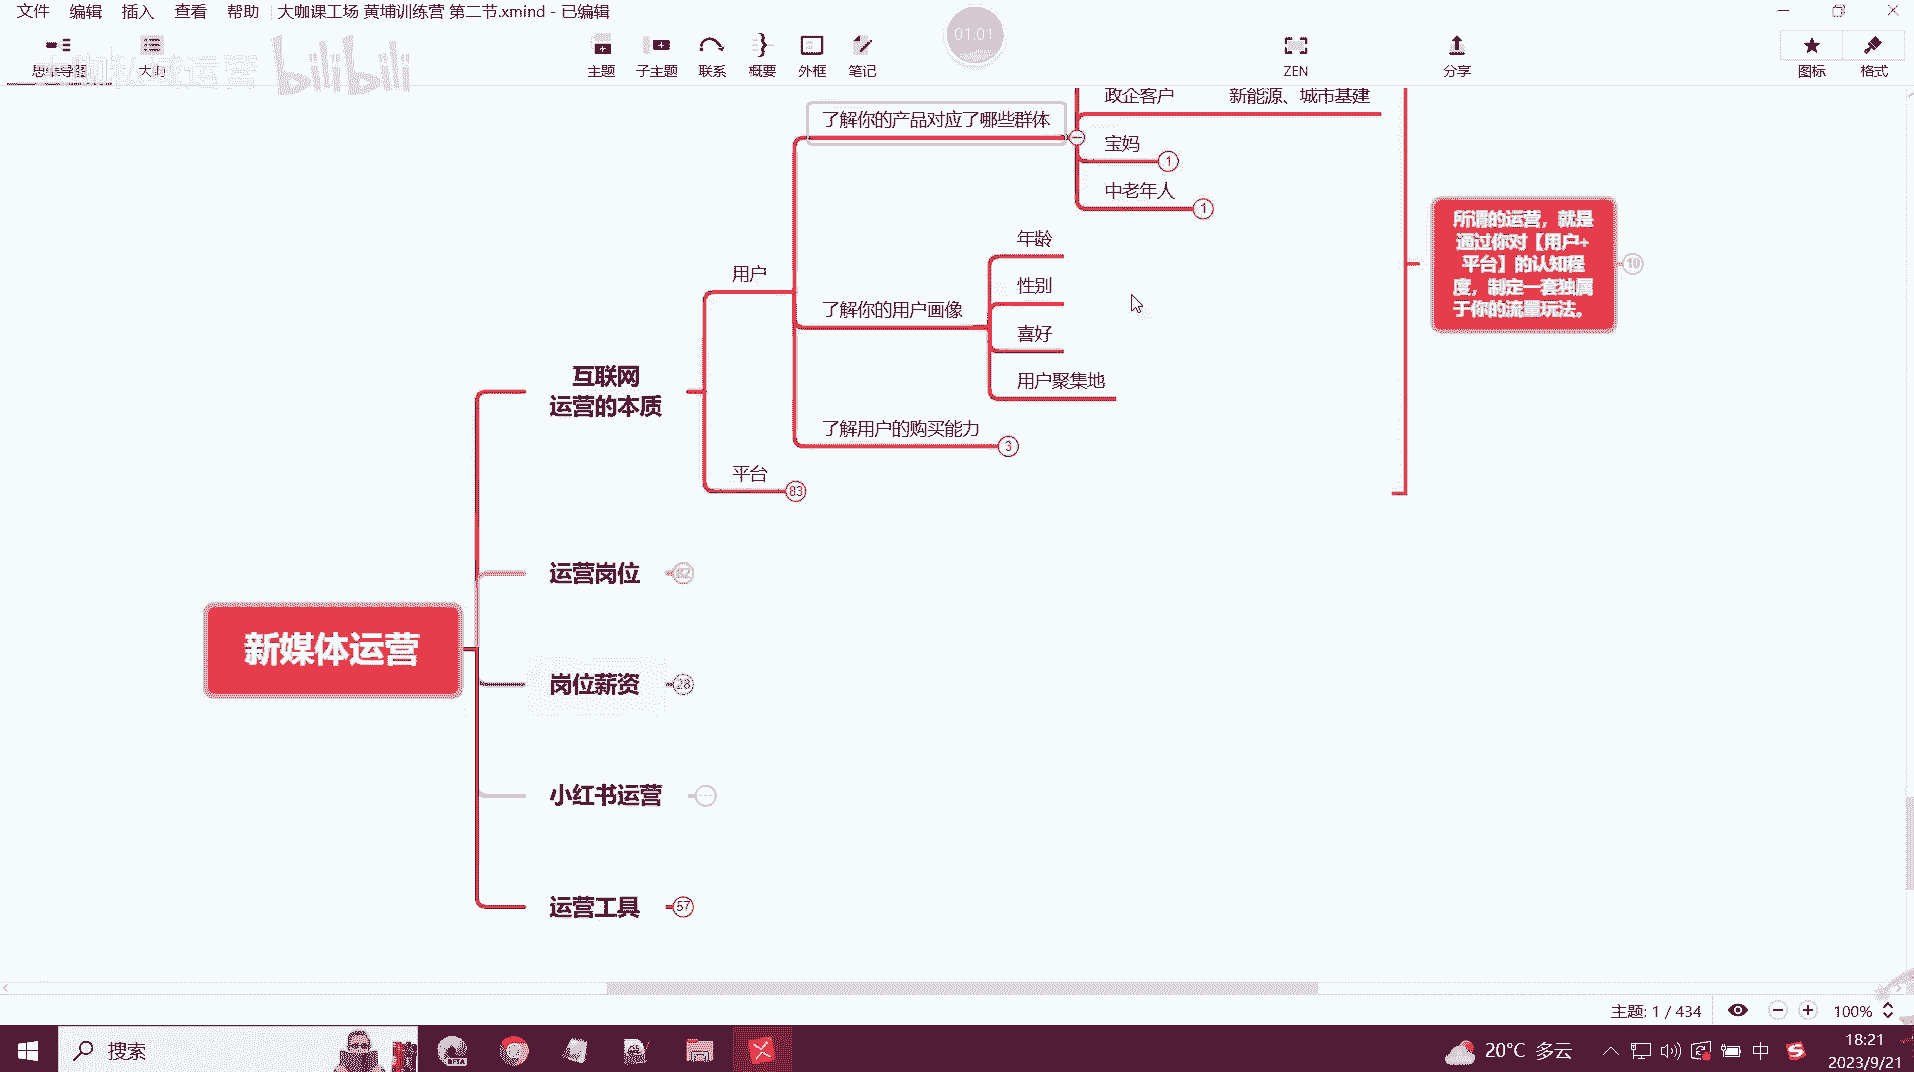 文件 编辑 插入 查看 帮助 大咖课工场 黄埔训练营 第二节.xmind - 已编辑
思维导图 大纲 主题 子主题 联系 概要 外框 笔记 01:01 ZEN 分享 图标 格式
bilibili
政企客户 新能源、城市基建
了解你的产品对应了哪些群体
宝妈 1
中老年人 1
所谓的运营，就是
通过你对【用户+
平台】的认知程
度，制定一套独属
于你的流量玩法。
10
年龄
用户
性别
了解你的用户画像
喜好
用户聚集地
互联网
运营的本质
了解用户的购买能力 3
平台 83
运营岗位
新媒体运营
岗位薪资 28
小红书运营
运营工具 57
主题: 1 / 434 100%
搜索
BETA
20°C 多云 中 18:21
2023/9/21